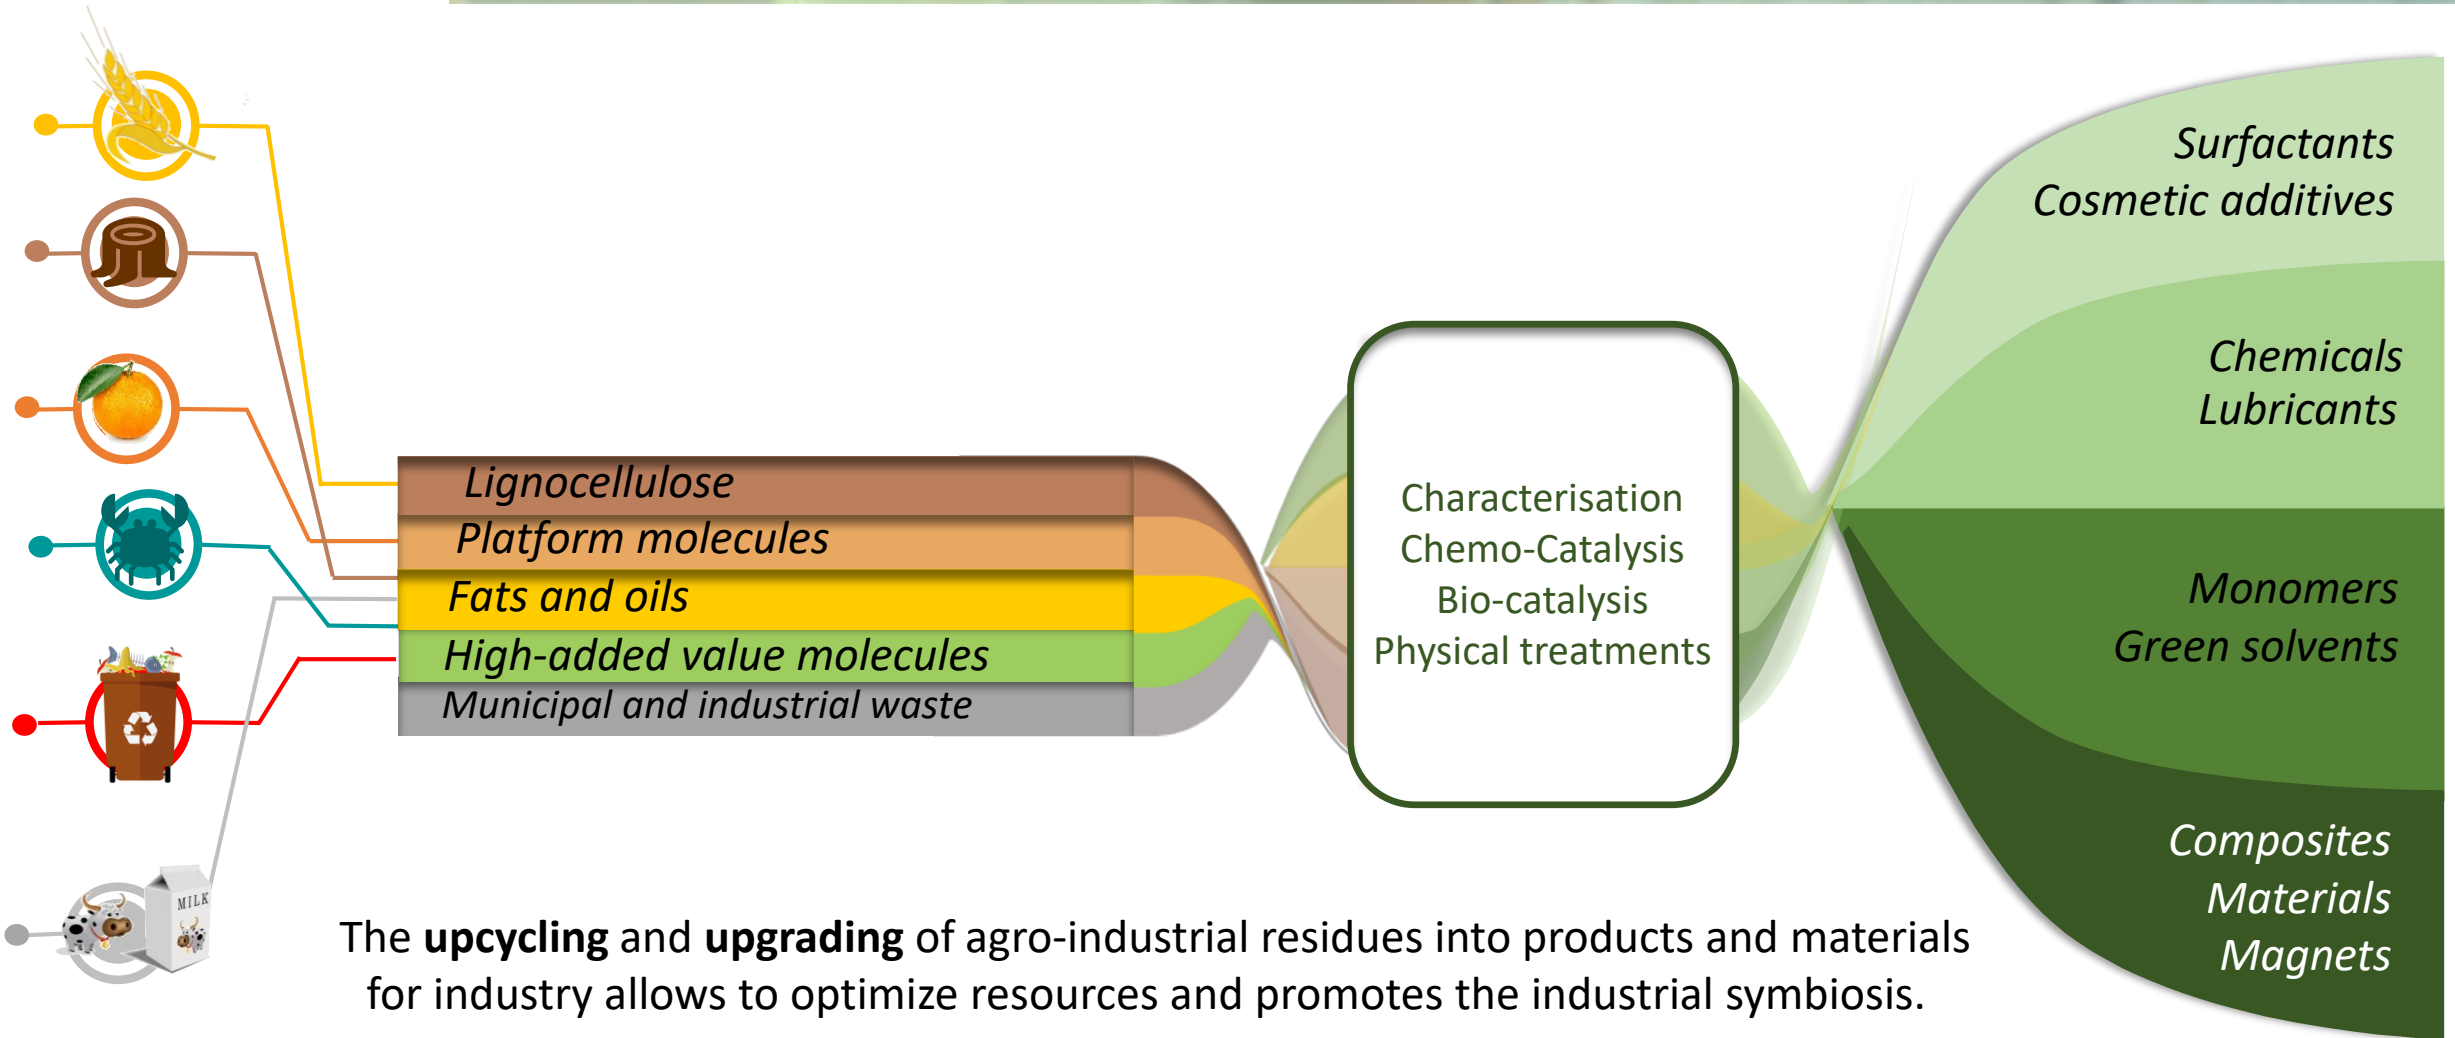 Surfactants
Cosmetic additives
Chemicals
Lubricants
Lignocellulose
Platform molecules
Fats and oils
High-added value molecules
Municipal and industrial waste
Characterisation
Chemo-Catalysis
Bio-catalysis
Physical treatments
Monomers
Green solvents
Composites
Materials
Magnets
MILK
The upcycling and upgrading of agro-industrial residues into products and materials
for industry allows to optimize resources and promotes the industrial symbiosis.